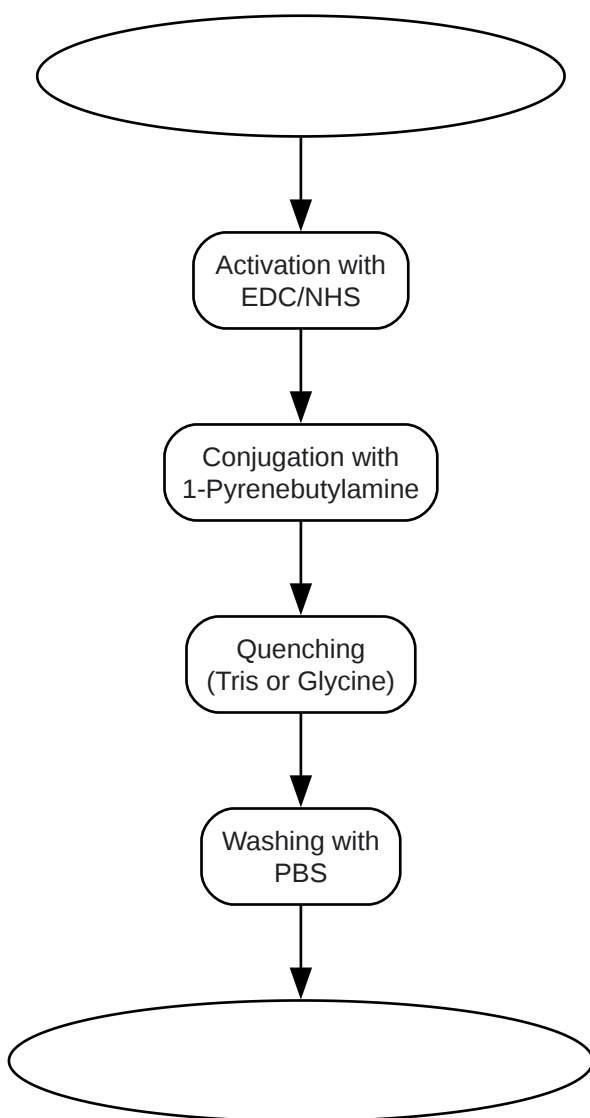 Activation with
EDC/NHS
Conjugation with
1-Pyrenebutylamine
Quenching
(Tris or Glycine)
Washing with
PBS